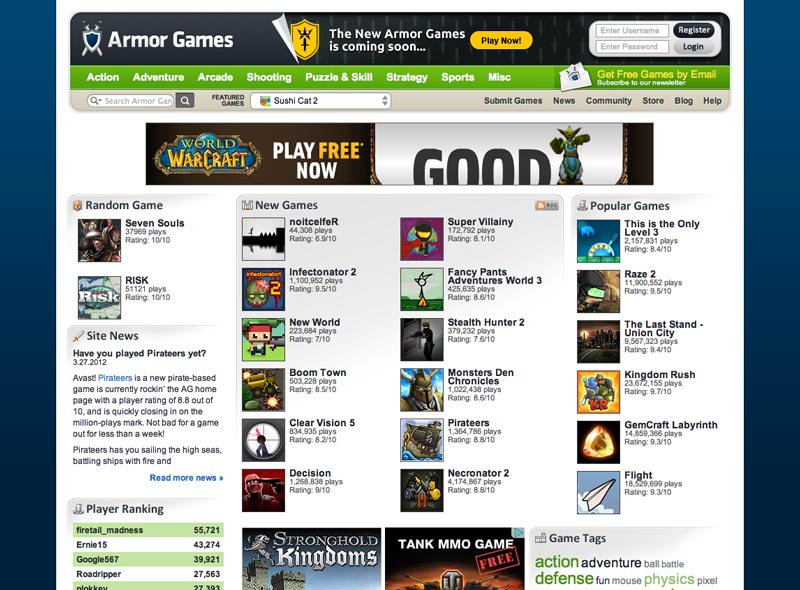 Armor Games
The New Armor Games
is coming soon...
Play Now!
Enter Username
Register
Enter Password
Login
Action
Adventure
Arcade
Shooting
Puzzle & Skill
Strategy
Sports
Misc
Get Free Games by Email
Subscribe to our newsletter
Search Armor Gam
FEATURED
GAMES
Sushi Cat 2
Submit Games
News
Community
Store
Blog
Help
WORLD
OF
WARCRAFT
PLAY FREE*
NOW
GOOD
Random Game
Seven Souls
37969 plays
Rating: 10/10
RISK
51121 plays
Rating: 10/10
Risk
Site News
Have you played Pirateers yet?
3.27.2012
Avast! Pirateers is a new pirate-based
game is currently rockin' the AG home
page with a player rating of 8.8 out of
10, and is quickly closing in on the
million-plays mark. Not bad for a game
out for less than a week!
Pirateers has you sailing the high seas,
battling ships with fire and
Read more news »
Player Ranking
firetail_madness 55,721
Ernie15 43,274
Google567 39,921
Roadripper 27,563
plokkey 27,393
New Games
RSS
noitcelfeR
44,308 plays
Rating: 6.9/10
infectonator!
2
Infectonator 2
1,100,952 plays
Rating: 9.5/10
New World
223,684 plays
Rating: 7/10
Boom Town
503,228 plays
Rating: 8.5/10
Clear Vision 5
834,935 plays
Rating: 8.2/10
Decision
1,268,838 plays
Rating: 9/10
Super Villainy
172,792 plays
Rating: 8.1/10
Fancy Pants
Adventures World 3
425,635 plays
Rating: 8.6/10
Stealth Hunter 2
379,232 plays
Rating: 7.6/10
Monsters Den
Chronicles
1,022,438 plays
Rating: 8.6/10
Pirateers
1,364,786 plays
Rating: 8.8/10
Necronator 2
4,174,867 plays
Rating: 8.8/10
Popular Games
This is the Only
Level 3
2,157,831 plays
Rating: 8.4/10
Raze 2
11,900,552 plays
Rating: 9.5/10
The Last Stand -
Union City
9,567,323 plays
Rating: 9.4/10
KR
Kingdom Rush
23,672,155 plays
Rating: 9.7/10
GemCraft Labyrinth
14,859,366 plays
Rating: 9.3/10
Flight
18,529,699 plays
Rating: 9.3/10
STRONGHOLD
Kingdoms
TANK MMO GAME
FREE
Game Tags
action adventure ball battle
defense fun mouse physics pixel